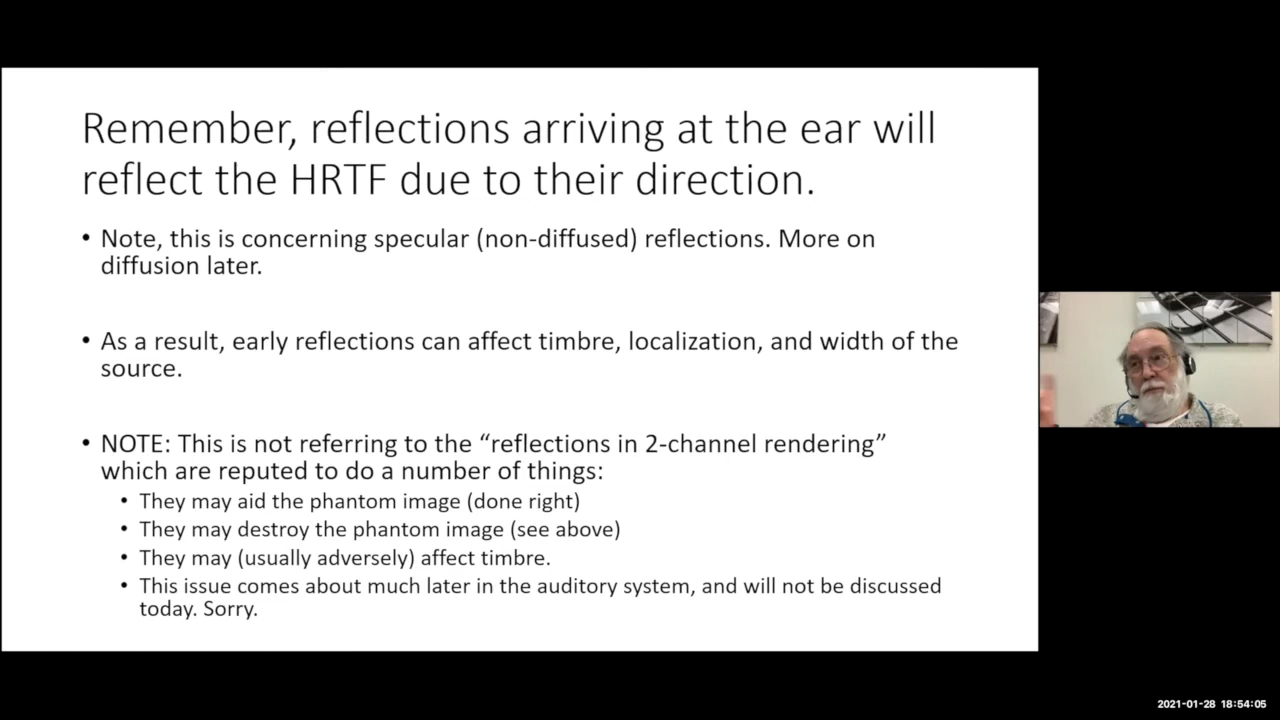 Remember, reflections arriving at the ear will
reflect the HRTF due to their direction.
• Note, this is concerning specular (non-diffused) reflections. More on
diffusion later.
• As a result, early reflections can affect timbre, localization, and width of the
source.
• NOTE: This is not referring to the “reflections in 2-channel rendering”
which are reputed to do a number of things:
• They may aid the phantom image (done right)
• They may destroy the phantom image (see above)
• They may (usually adversely) affect timbre.
• This issue comes about much later in the auditory system, and will not be discussed
today. Sorry.
2021-01-28 18:54:05